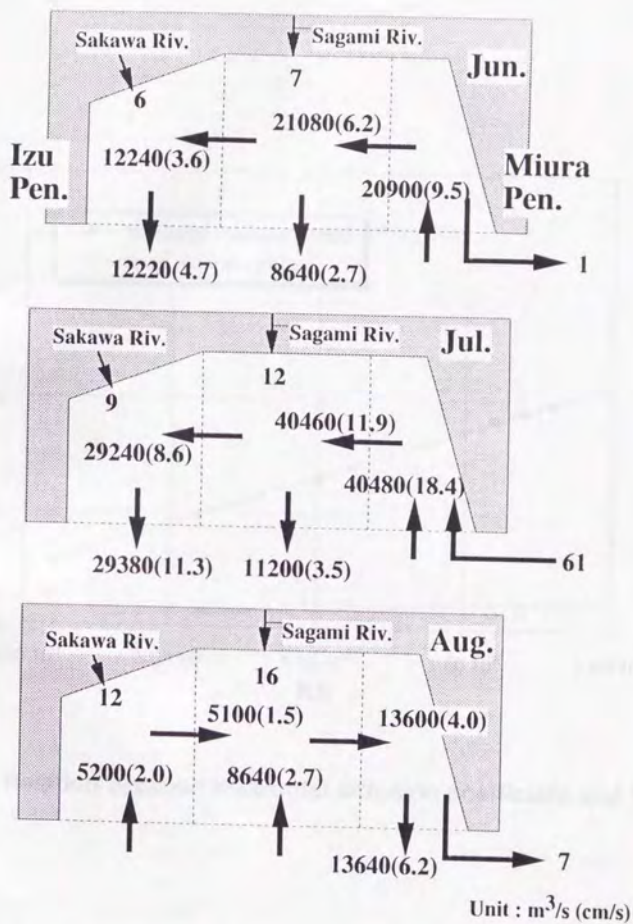 Sakawa Riv.
Sagami Riv.
Jun.
6
7
21080(6.2)
Izu
Pen.
12240(3.6)
Miura
Pen.
20900(9.5)
12220(4.7)
8640(2.7)
1
Sakawa Riv.
Sagami Riv.
Jul.
9
12
40460(11.9)
29240(8.6)
40480(18.4)
29380(11.3)
11200(3.5)
61
Sakawa Riv.
Sagami Riv.
Aug.
12
16
5100(1.5)
13600(4.0)
5200(2.0)
8640(2.7)
13640(6.2)
7
Unit : m³/s (cm/s)